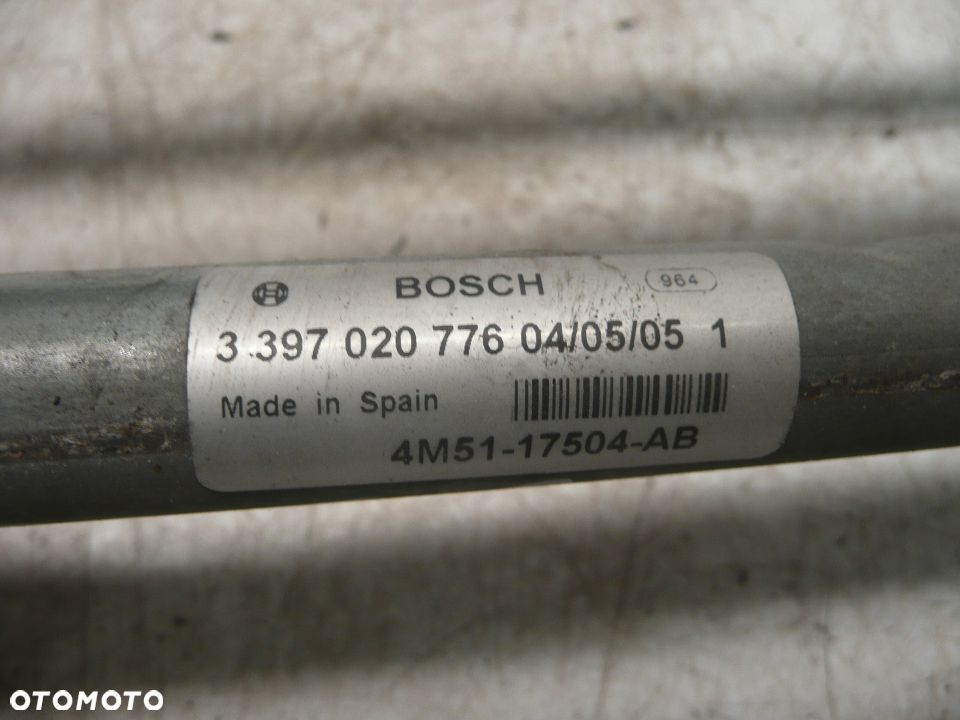 BOSCH 964
3 397 020 776 04/05/05 1
Made in Spain
4M51-17504-AB
OTOMOTO